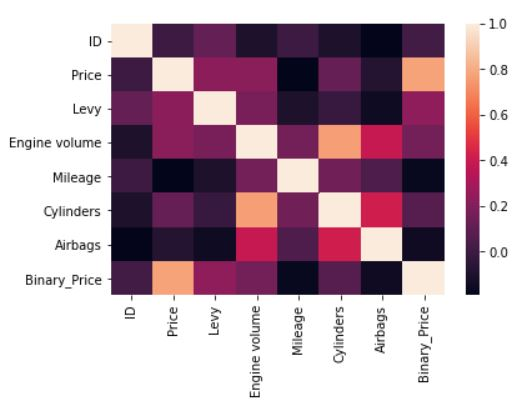 ID
Price
Levy
Engine volume
Mileage
Cylinders
Airbags
Binary_Price
ID
Price
Levy
Engine volume
Mileage
Cylinders
Airbags
Binary_Price
1.0
0.8
0.6
0.4
0.2
0.0